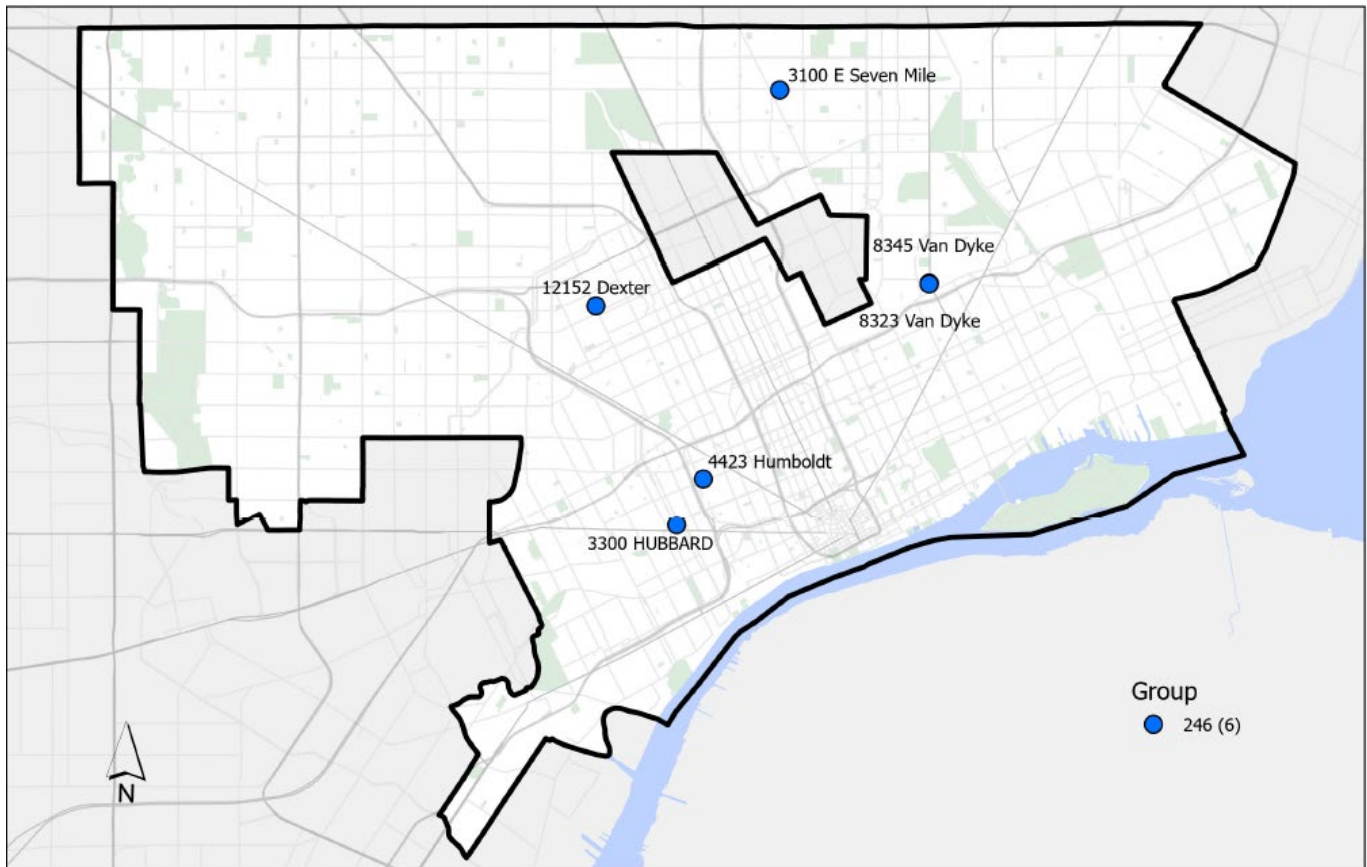 3100 E Seven Mile
8345 Van Dyke
12152 Dexter
8323 Van Dyke
4423 Humboldt
3300 HUBBARD
Group
246 (6)
N